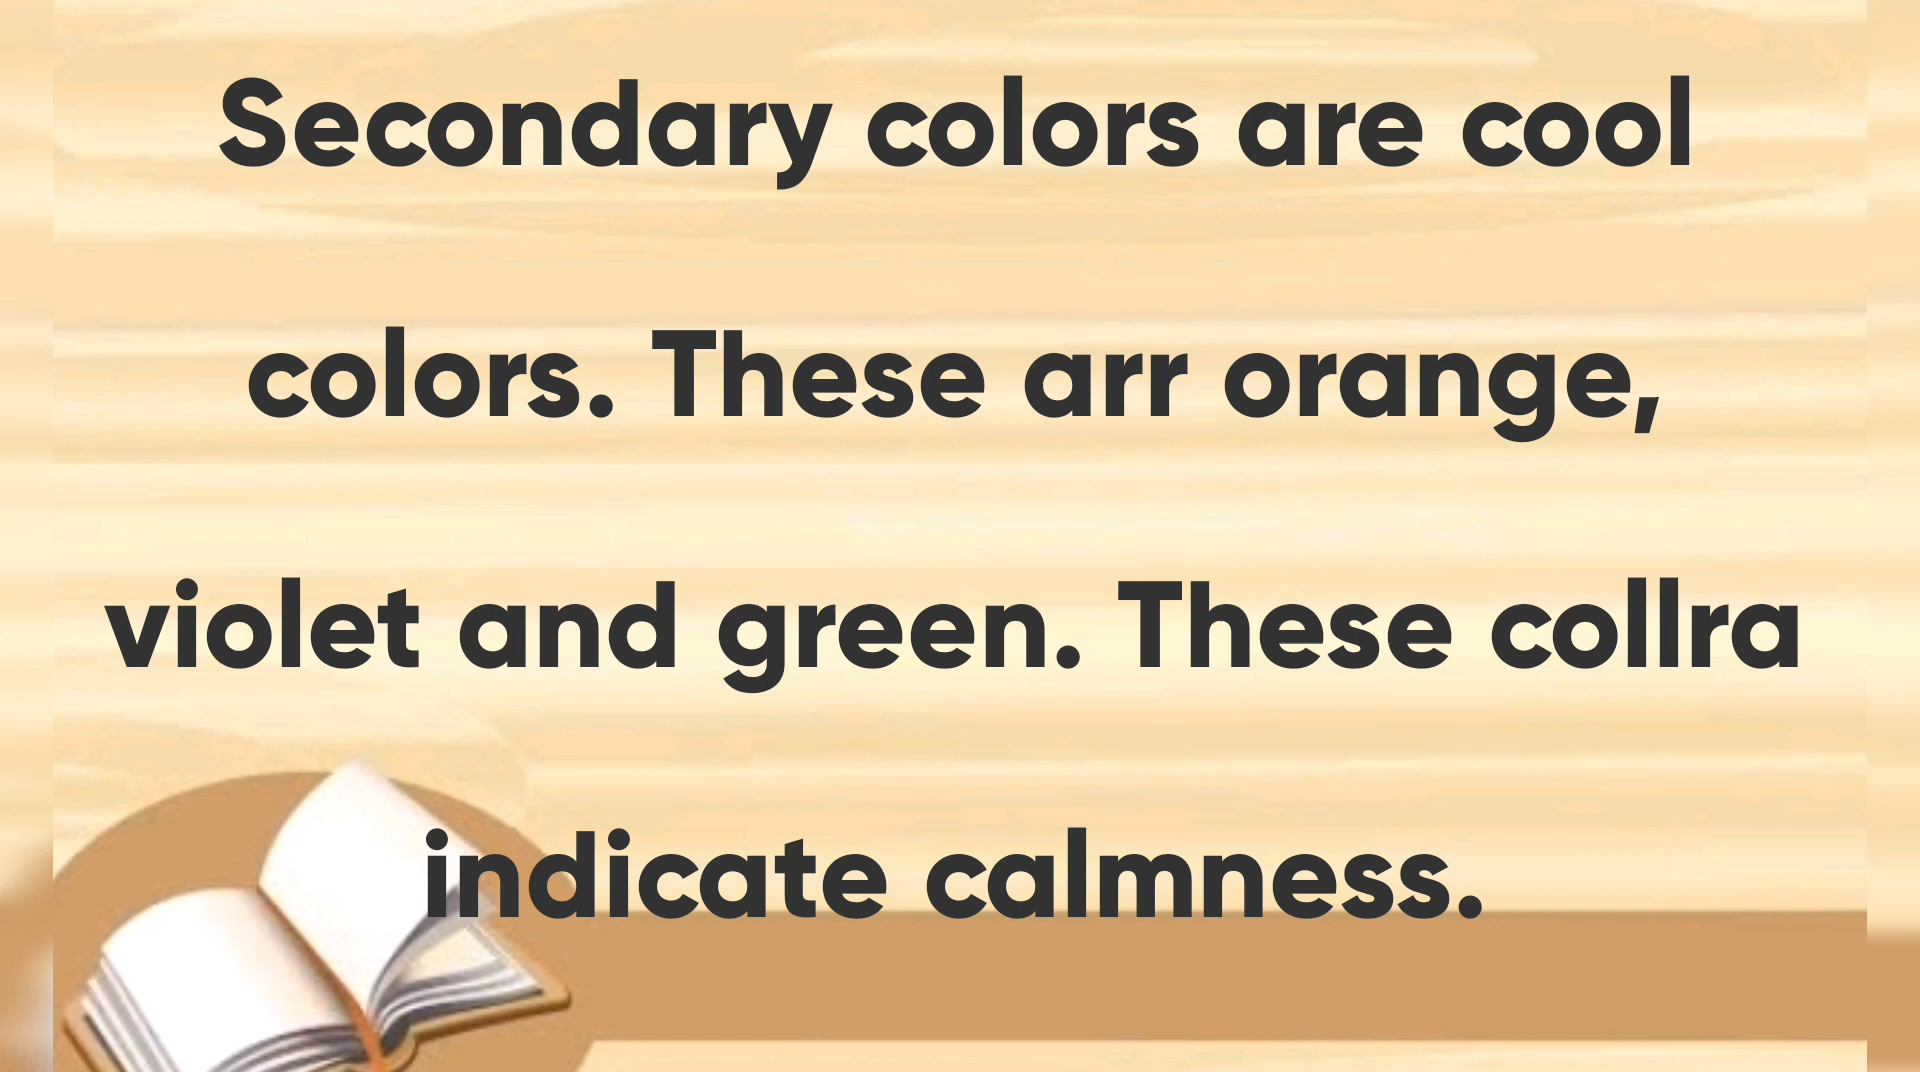 Secondary colors are cool
colors. These arr orange,
violet and green. These collra
indicate calmness.